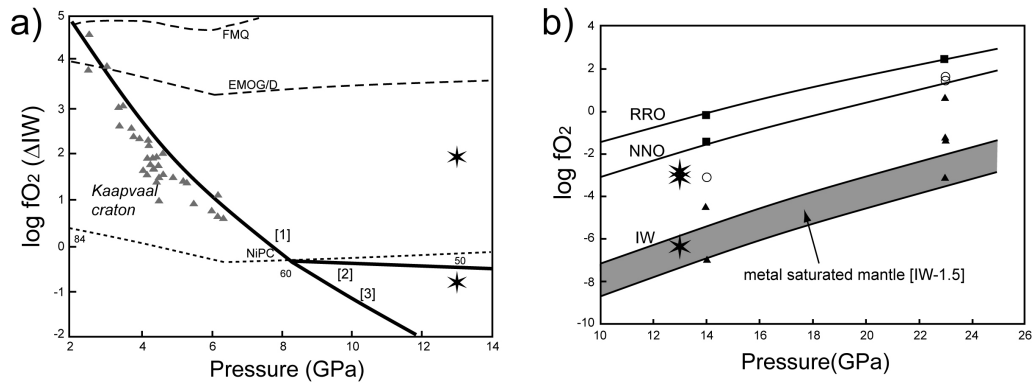 a)
5
4
3
2
1
0
-1
-2
log fO2 (ΔIW)
FMQ
EMOG/D
Kaapvaal
craton
84
NiPC
60
50
[1]
[2]
[3]
2 4 6 8 10 12 14
Pressure (GPa)
b)
4
2
0
-2
-4
-6
-8
-10
log fO2
RRO
NNO
IW
metal saturated mantle [IW-1.5]
10 12 14 16 18 20 22 24 26
Pressure(GPa)